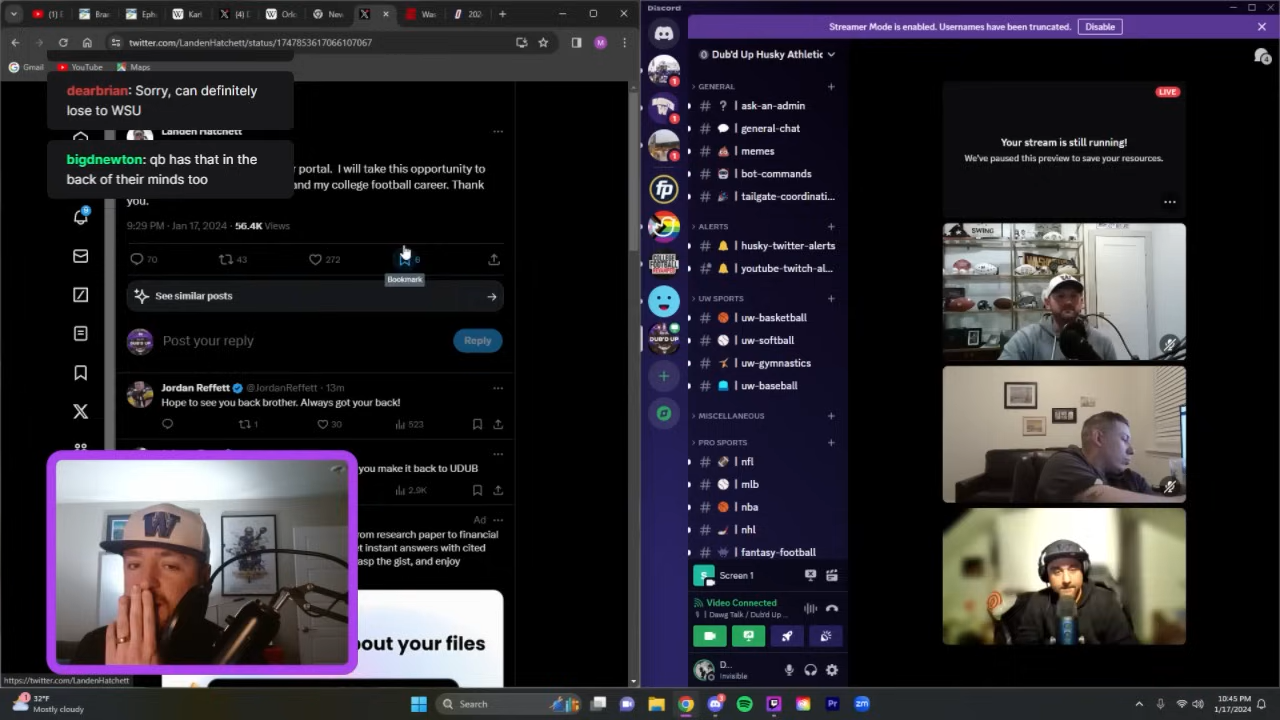 Discord
Streamer Mode is enabled. Usernames have been truncated.
Disable
twitter.com/LandenHatchett/status/1747853617066107067
Gmail
YouTube
Maps
dearbrian: Sorry, can definitely
lose to WSU
Landen Hatchett
bigdnewton: qb has that in the
back of their minds too
r portal. I will take this opportunity to
and my college football career. Thank
you.
9:29 PM · Jan 17, 2024 · 56.4K Views
70
43
272
6
Bookmark
See similar posts
Post your reply
Reply
Jordan Reffett @JordanReffett · 13m
Hope to see you back brother. Always got your back!
1
30
523
you make it back to UDUB
2.9K
Ad
rom research paper to financial
t instant answers with cited
asp the gist, and enjoy
out your files
https://twitter.com/LandenHatchett
Dub'd Up Husky Athletic
GENERAL
ask-an-admin
general-chat
memes
bot-commands
tailgate-coordinati...
ALERTS
husky-twitter-alerts
youtube-twitch-al...
UW SPORTS
uw-basketball
uw-softball
uw-gymnastics
uw-baseball
MISCELLANEOUS
PRO SPORTS
nfl
mlb
nba
nhl
fantasy-football
Screen 1
Video Connected
Dawg Talk / Dub'd Up...
D...
Invisible
LIVE
Your stream is still running!
We've paused this preview to save your resources.
SWING
32°F
Mostly cloudy
Search
10:45 PM
1/17/2024